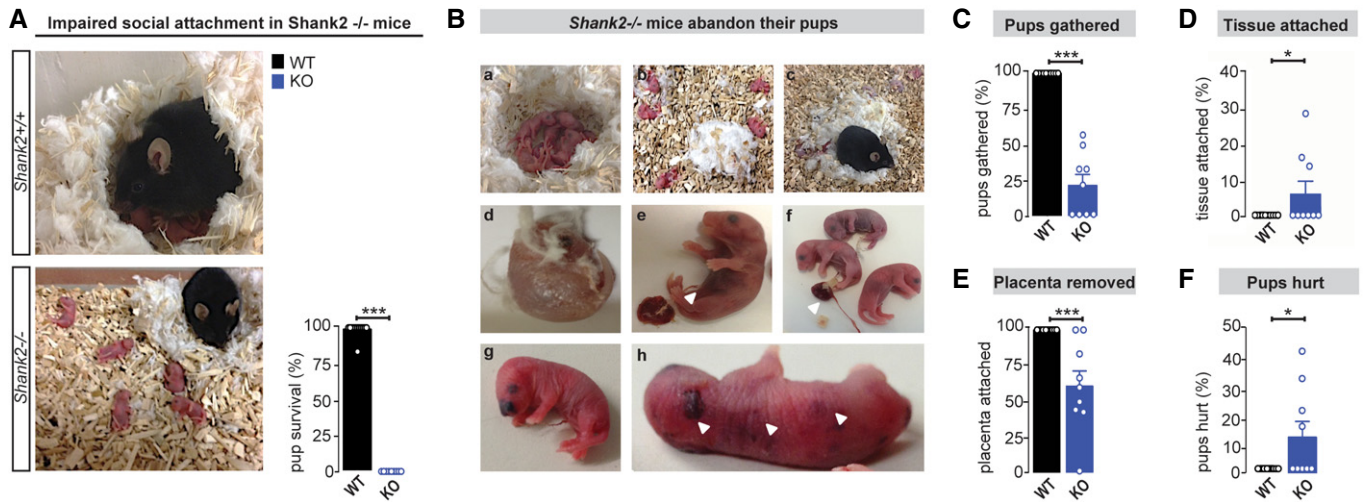 A
Impaired social attachment in Shank2 -/- mice
Shank2+/+
WT
KO
Shank2-/-
pup survival (%)
100
75
50
25
0
***
WT
KO
B
Shank2-/- mice abandon their pups
a
b
c
d
e
f
g
h
C
Pups gathered
***
pups gathered (%)
100
75
50
25
0
WT
KO
D
Tissue attached
*
tissue attached (%)
40
30
20
10
0
WT
KO
E
Placenta removed
***
placenta attached
100
75
50
25
0
WT
KO
F
Pups hurt
*
pups hurt (%)
50
40
30
20
10
0
WT
KO